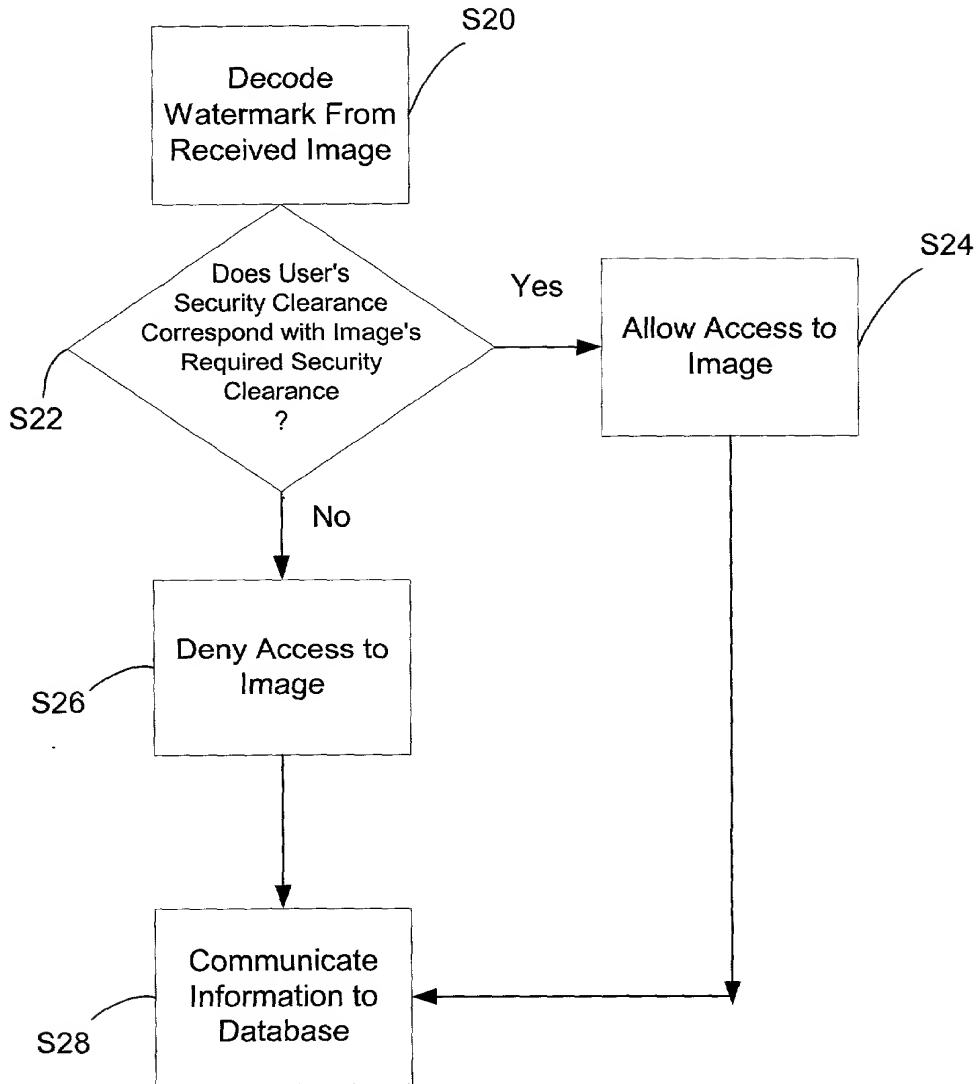 S20
Decode
Watermark From
Received Image
Does User's
Security Clearance
Correspond with Image's
Required Security
Clearance
?
S22
Yes
S24
Allow Access to
Image
No
Deny Access to
Image
S26
Communicate
Information to
Database
S28